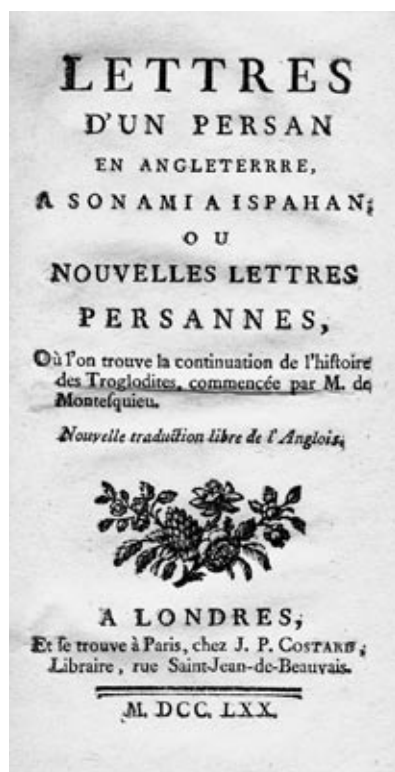 LETTRES
D'UN PERSAN
EN ANGLETERRRE,
A SON AMI A ISPAHAN;
OU
NOUVELLES LETTRES
PERSANNES,
Où l'on trouve la continuation de l'hiſtoire
des Troglodites, commencée par M. de
Monteſquieu.
Nouvelle traduction libre de l'Anglois.
A LONDRES,
Et ſe trouve à Paris, chez J. P. COSTARD,
Libraire, rue Saint-Jean-de-Beauvais.
M. DCC. LXX.